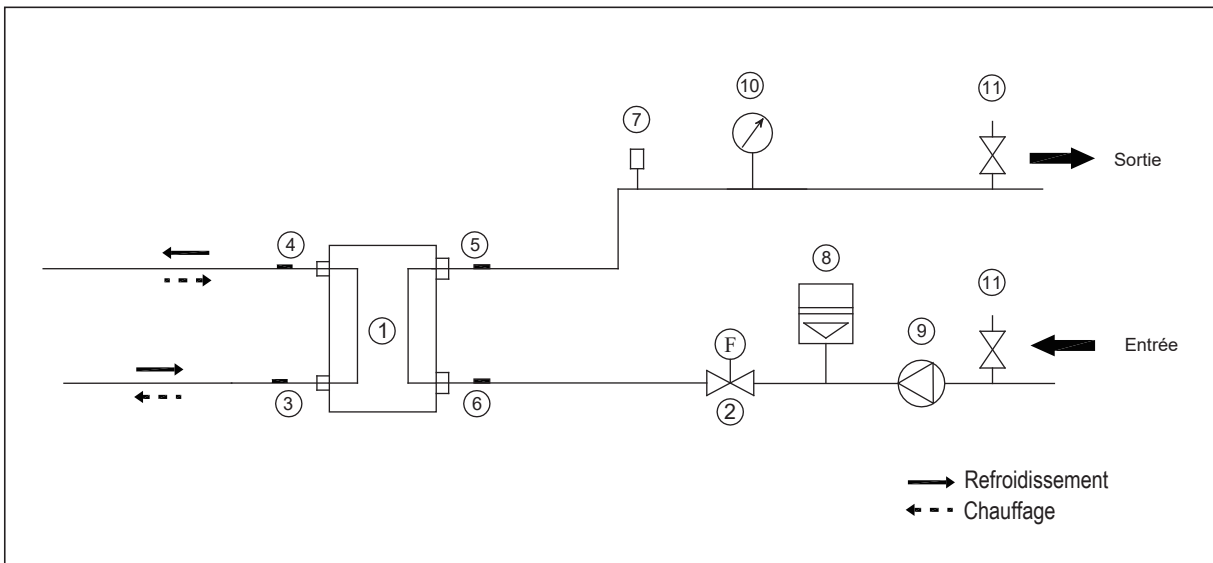 10
11
7
Sortie
4
5
8
11
1
9
F
Entrée
3
6
2
Refroidissement
Chauffage